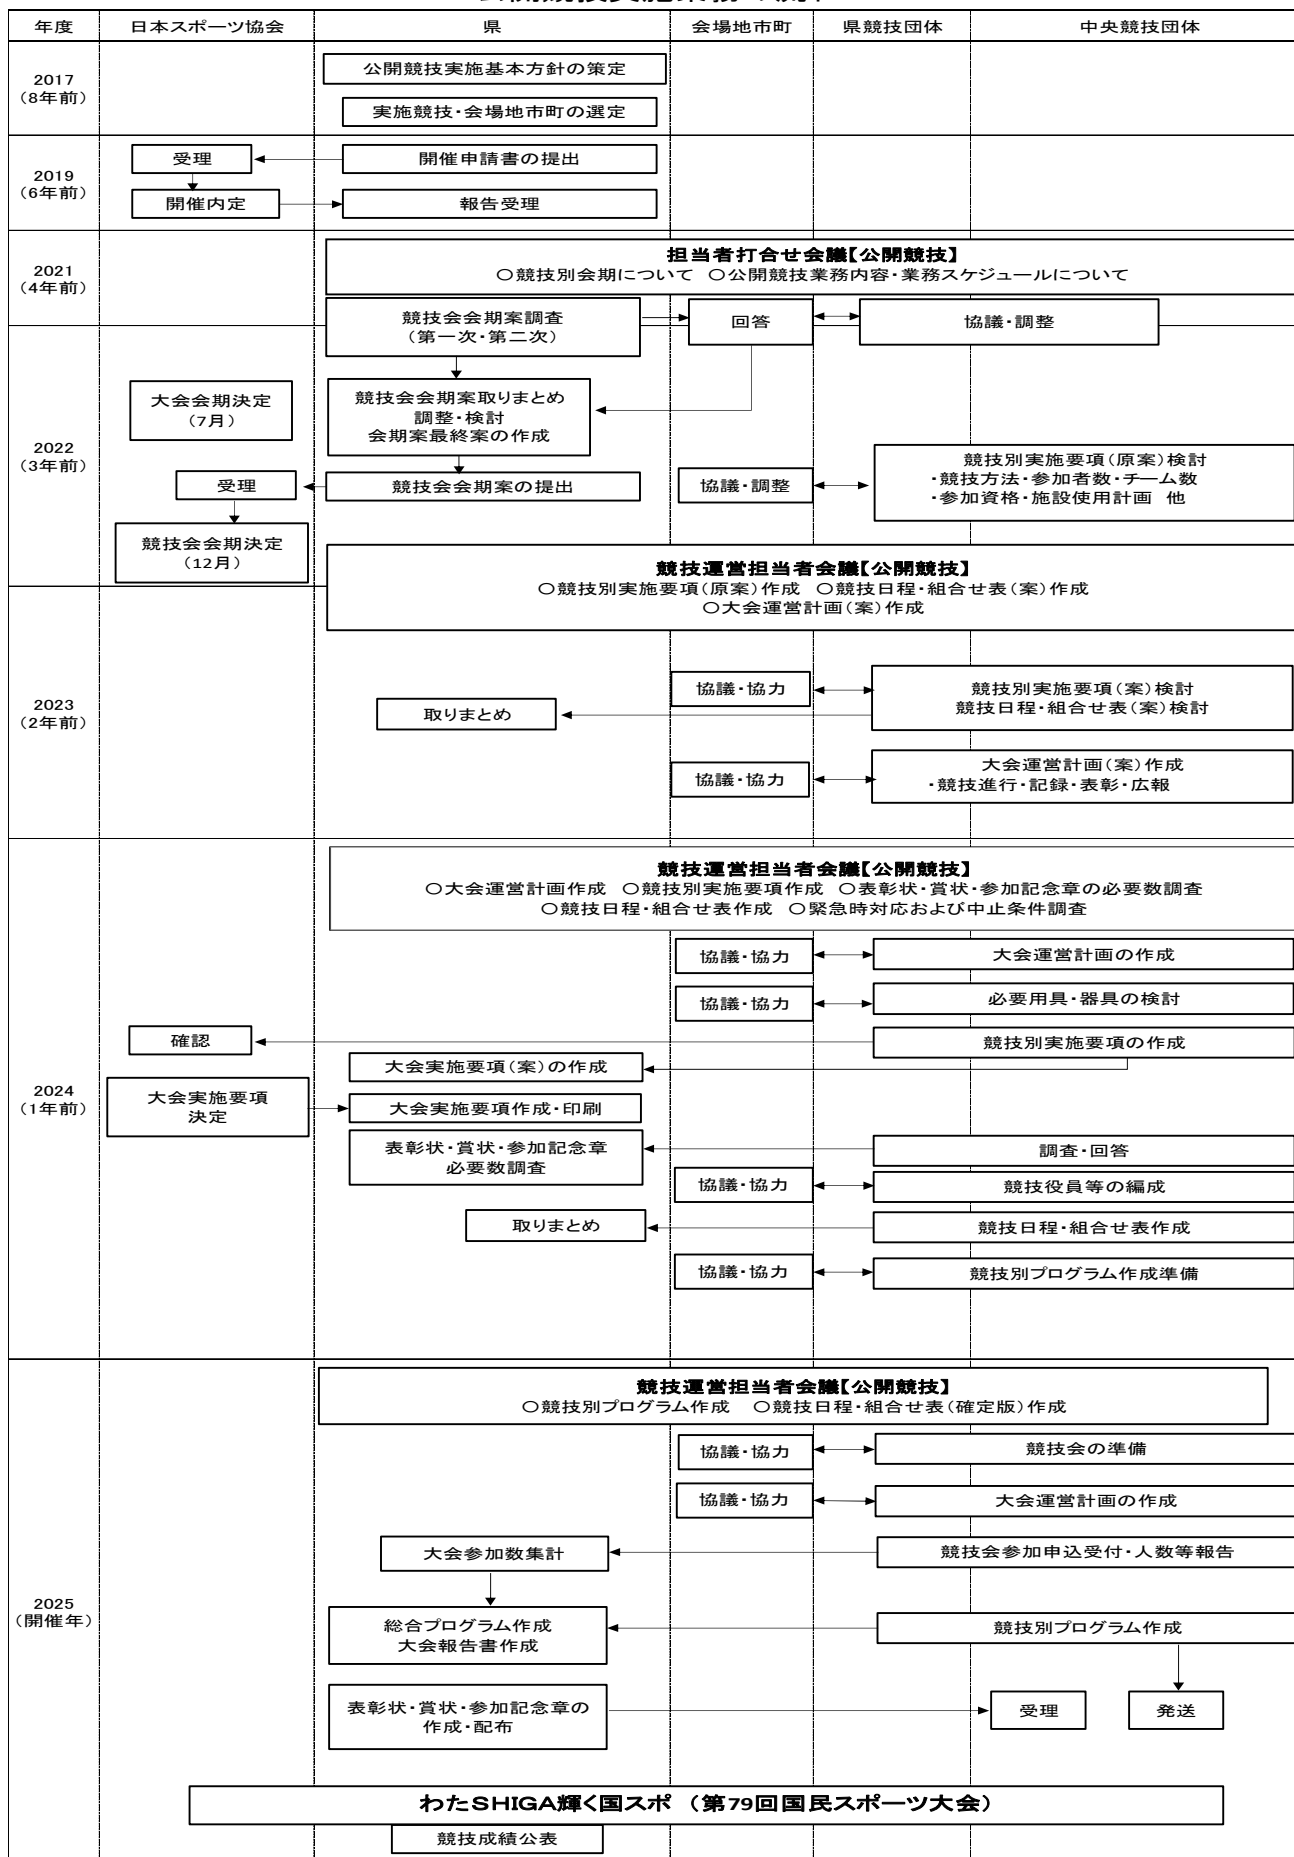 年度
日本スポーツ協会
県
会場地市町
県競技団体
中央競技団体
2017
(8年前)
公開競技実施基本方針の策定
実施競技・会場地市町の選定
2019
(6年前)
受理
開催申請書の提出
開催内定
報告受理
2021
(4年前)
担当者打合せ会議【公開競技】
○競技別会期について ○公開競技業務内容・業務スケジュールについて
競技会会期案調査
(第一次・第二次)
回答
協議・調整
2022
(3年前)
大会会期決定
(7月)
競技会会期案取りまとめ
調整・検討
会期案最終案の作成
受理
競技会会期案の提出
協議・調整
競技別実施要項(原案)検討
・競技方法・参加者数・チーム数
・参加資格・施設使用計画 他
競技会会期決定
(12月)
競技運営担当者会議【公開競技】
○競技別実施要項(原案)作成 ○競技日程・組合せ表(案)作成
○大会運営計画(案)作成
2023
(2年前)
協議・協力
競技別実施要項(案)検討
競技日程・組合せ表(案)検討
取りまとめ
協議・協力
大会運営計画(案)作成
・競技進行・記録・表彰・広報
2024
(1年前)
競技運営担当者会議【公開競技】
○大会運営計画作成 ○競技別実施要項作成 ○表彰状・賞状・参加記念章の必要数調査
○競技日程・組合せ表作成 ○緊急時対応および中止条件調査
協議・協力
大会運営計画の作成
協議・協力
必要用具・器具の検討
確認
競技別実施要項の作成
大会実施要項(案)の作成
大会実施要項
決定
大会実施要項作成・印刷
表彰状・賞状・参加記念章
必要数調査
調査・回答
協議・協力
競技役員等の編成
取りまとめ
競技日程・組合せ表作成
協議・協力
競技別プログラム作成準備
2025
(開催年)
競技運営担当者会議【公開競技】
○競技別プログラム作成 ○競技日程・組合せ表(確定版)作成
協議・協力
競技会の準備
協議・協力
大会運営計画の作成
大会参加数集計
競技会参加申込受付・人数等報告
総合プログラム作成
大会報告書作成
競技別プログラム作成
表彰状・賞状・参加記念章の
作成・配布
受理
発送
わたSHIGA輝く国スポ (第79回国民スポーツ大会)
競技成績公表